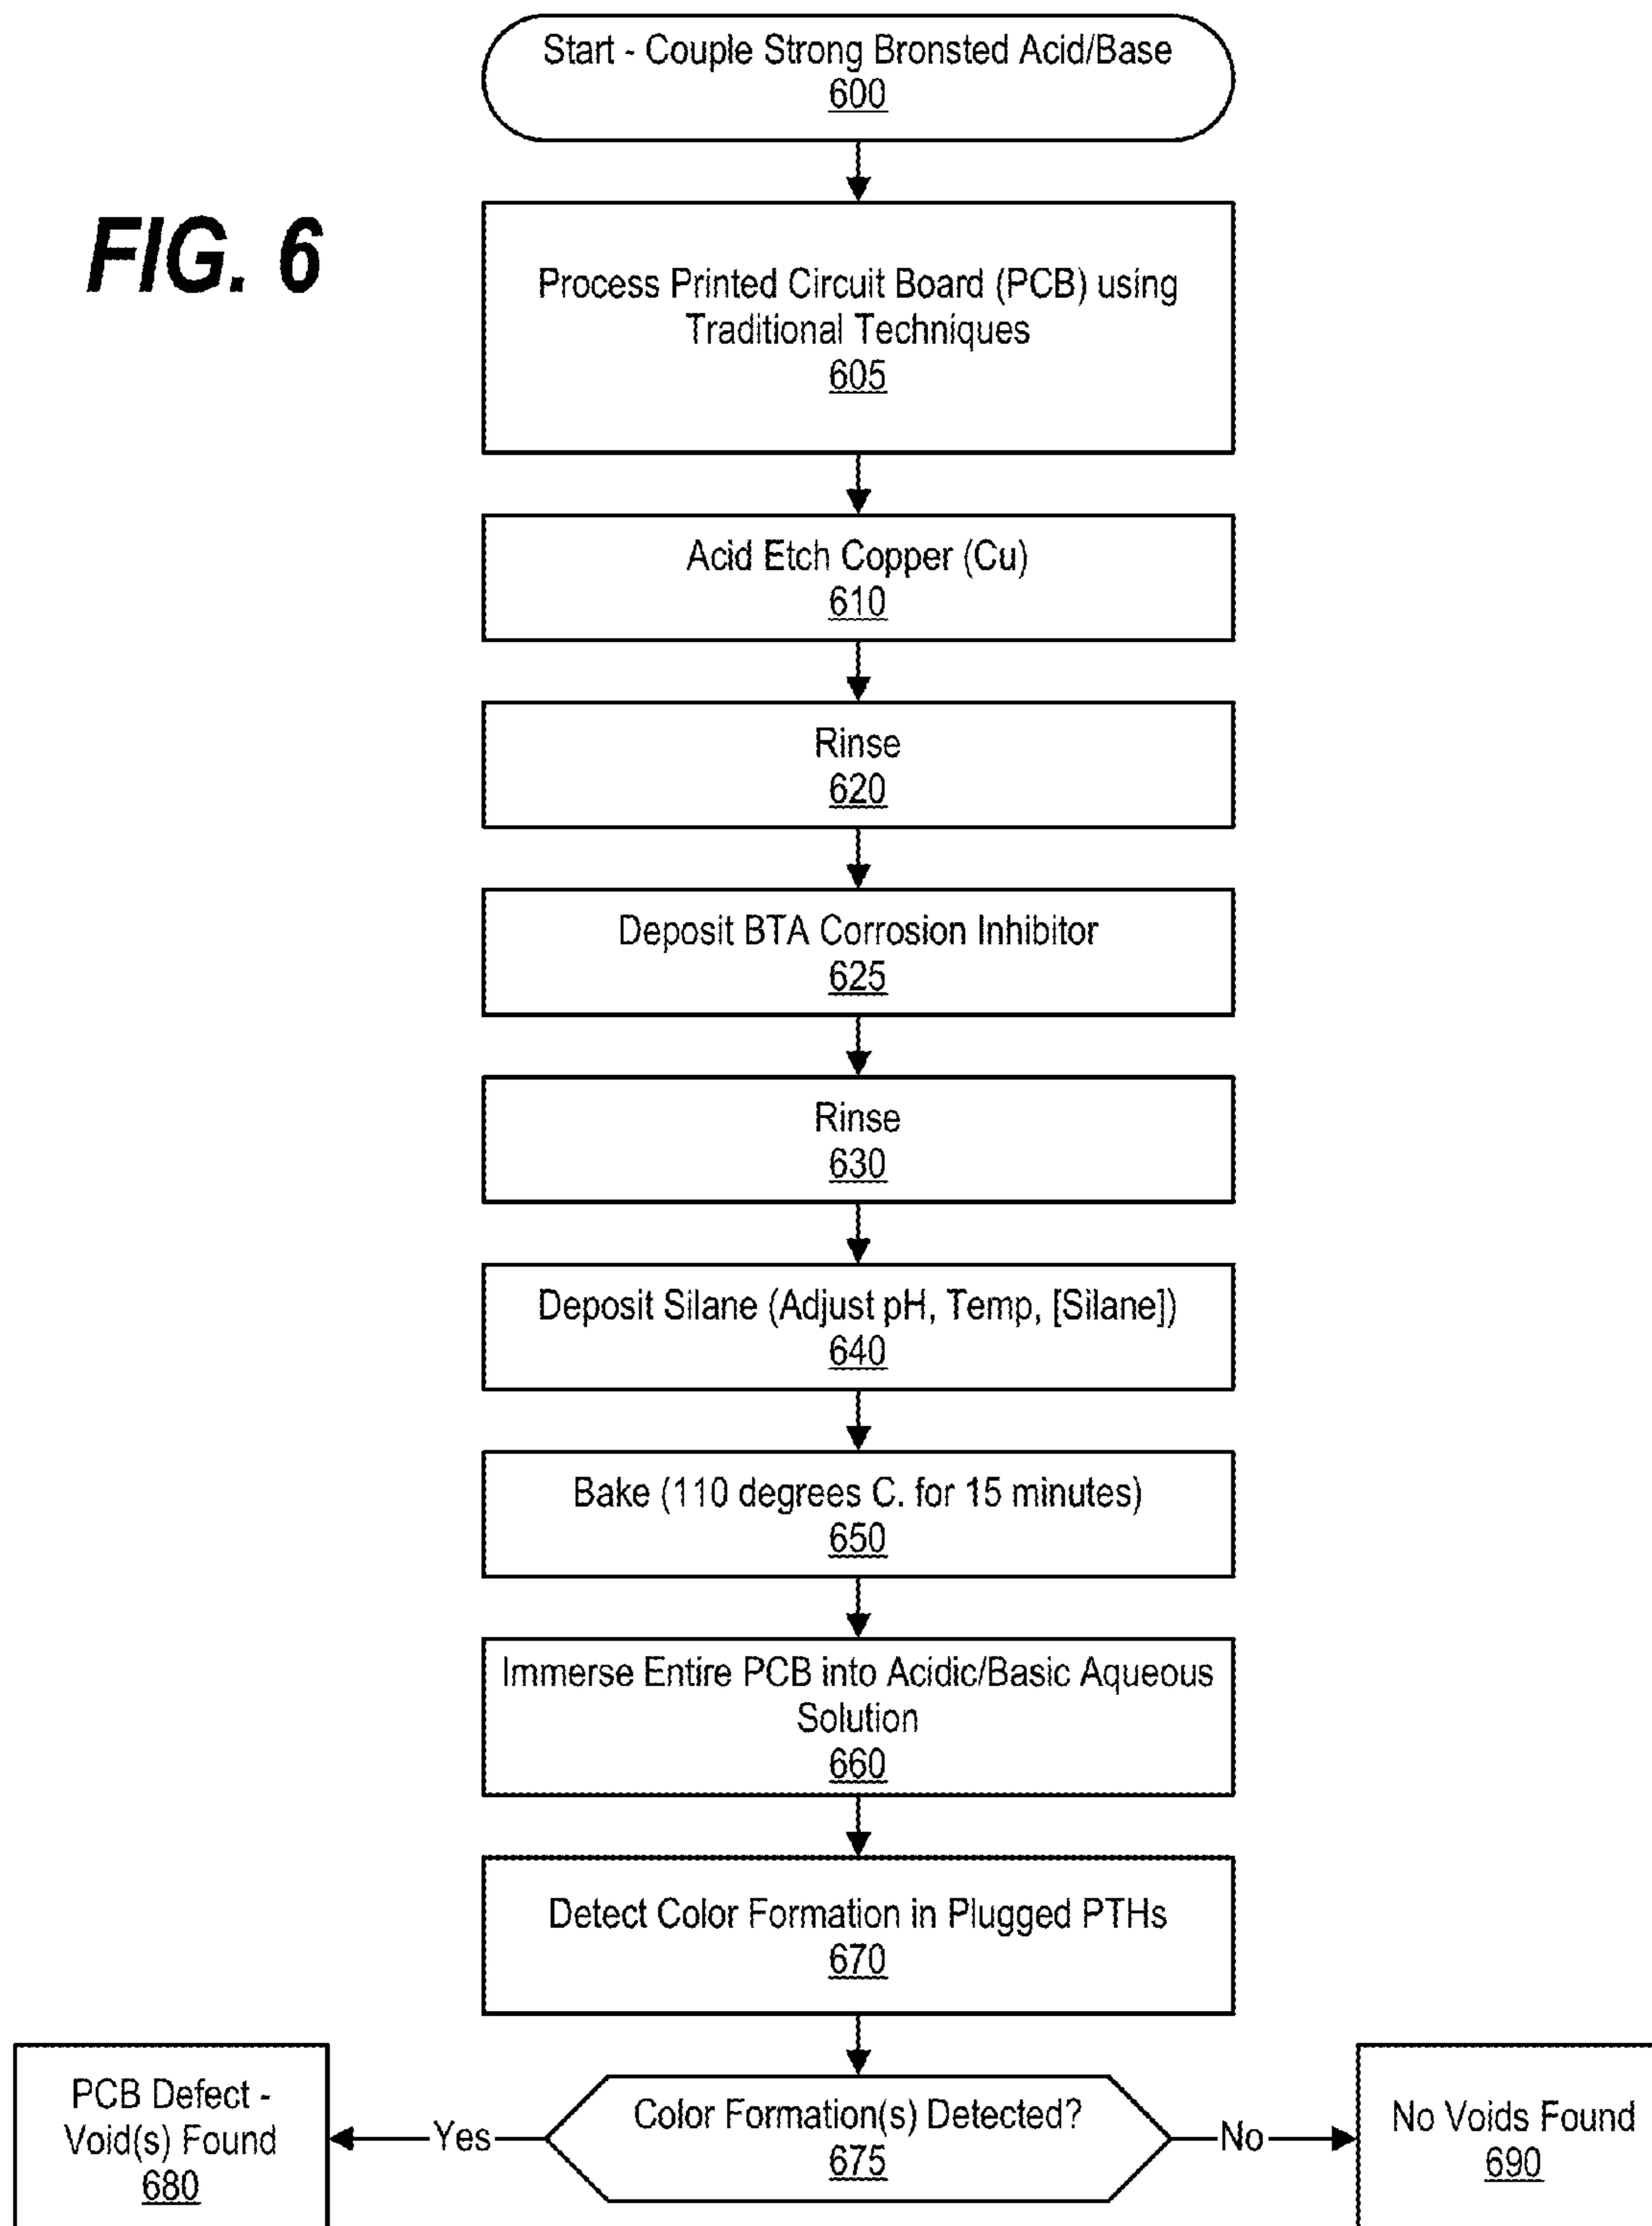 Start - Couple Strong Bronsted Acid/Base
600
FIG. 6
Process Printed Circuit Board (PCB) using
Traditional Techniques
605
Acid Etch Copper (Cu)
610
Rinse
620
Deposit BTA Corrosion Inhibitor
625
Rinse
630
Deposit Silane (Adjust pH, Temp, [Silane])
640
Bake (110 degrees C. for 15 minutes)
650
Immerse Entire PCB into Acidic/Basic Aqueous
Solution
660
Detect Color Formation in Plugged PTHs
670
Color Formation(s) Detected?
675
Yes
PCB Defect -
Void(s) Found
680
No
No Voids Found
690